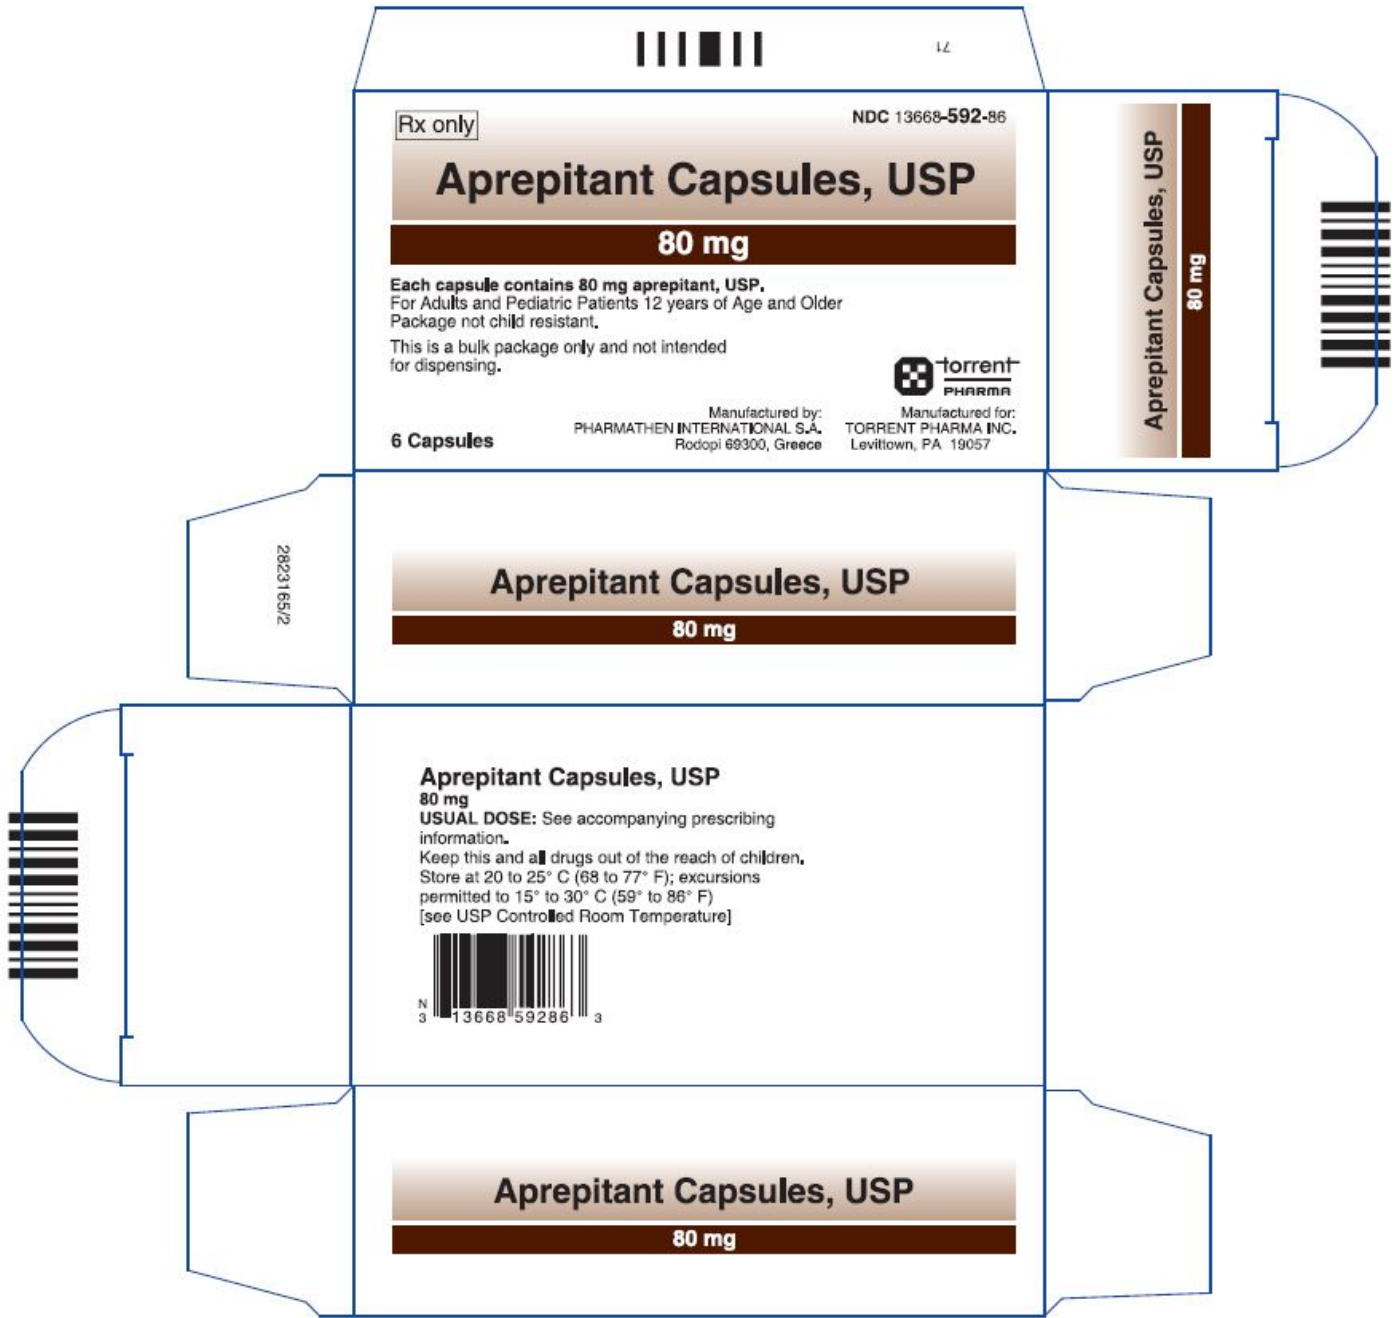 71
Rx only
NDC 13668-592-86
Aprepitant Capsules, USP
80 mg
Each capsule contains 80 mg aprepitant, USP.
For Adults and Pediatric Patients 12 years of Age and Older
Package not child resistant.
This is a bulk package only and not intended
for dispensing.
torrent
PHARMA
6 Capsules
Manufactured by:
PHARMATHEN INTERNATIONAL S.A.
Rodopi 69300, Greece
Manufactured for:
TORRENT PHARMA INC.
Levittown, PA 19057
Aprepitant Capsules, USP
80 mg
2823165/2
Aprepitant Capsules, USP
80 mg
Aprepitant Capsules, USP
80 mg
USUAL DOSE: See accompanying prescribing
information.
Keep this and all drugs out of the reach of children.
Store at 20 to 25° C (68 to 77° F); excursions
permitted to 15° to 30° C (59° to 86° F)
[see USP Controlled Room Temperature]
N
3 13668 59286 3
Aprepitant Capsules, USP
80 mg